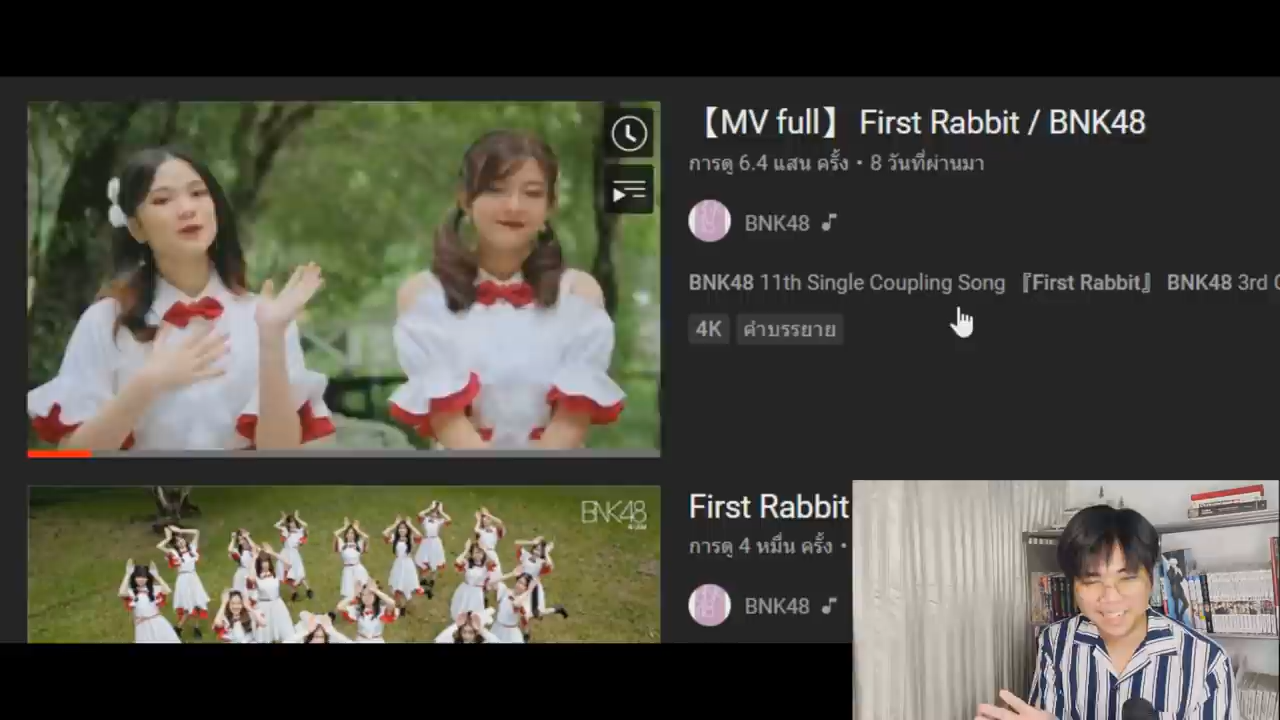 【MV full】 First Rabbit / BNK48
การดู 6.4 แสน ครั้ง • 8 วันที่ผ่านมา
BNK48
BNK48 11th Single Coupling Song 『First Rabbit』 BNK48 3rd
4K คำบรรยาย
BNK48
First Rabbit
การดู 4 หมื่น ครั้ง •
BNK48